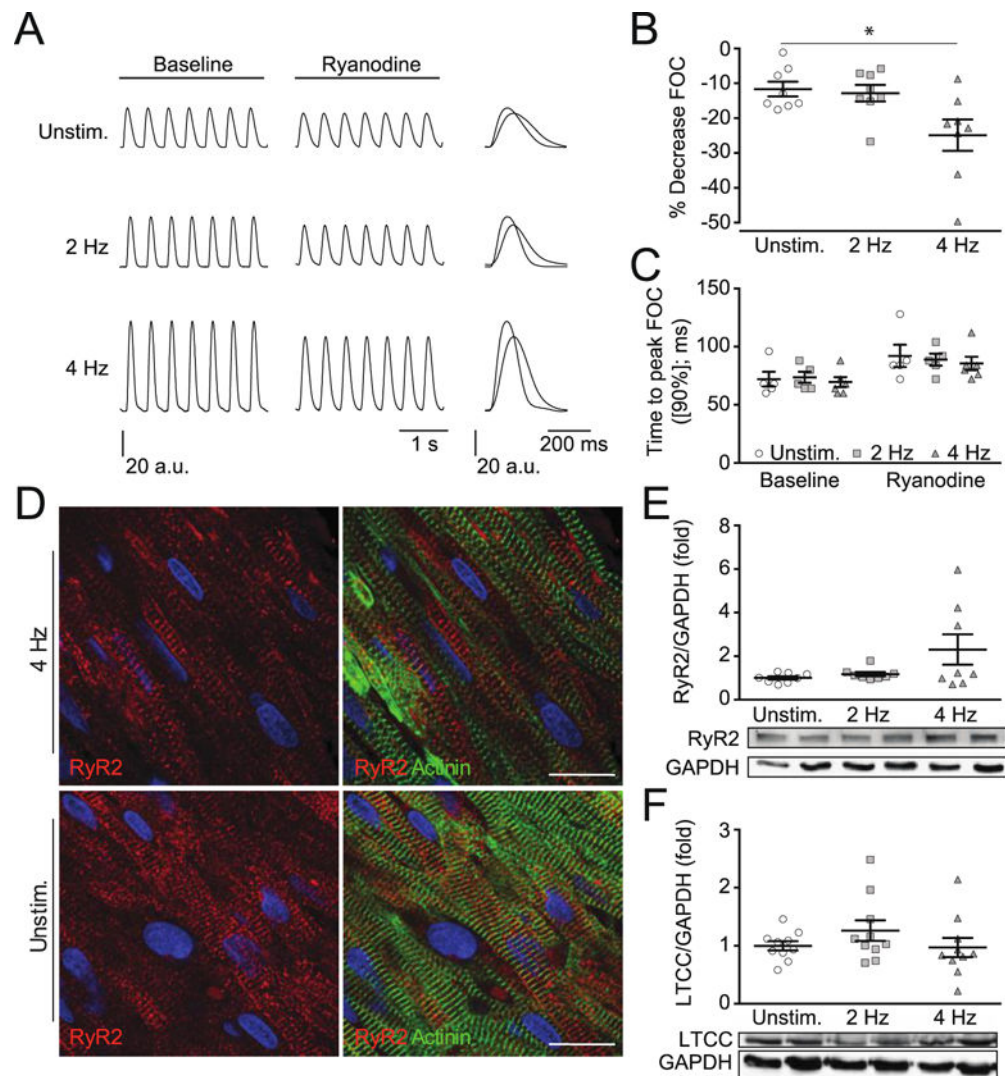 A
Baseline Ryanodine
Unstim.
2 Hz
4 Hz
1 s 200 ms
20 a.u. 20 a.u.
B
*
% Decrease FOC
0
-10
-20
-30
-40
-50
Unstim. 2 Hz 4 Hz
C
Time to peak FOC
([90%]; ms)
150
100
50
0
Unstim. 2 Hz 4 Hz
Baseline Ryanodine
D
4 Hz
RyR2 RyR2 Actinin
Unstim.
RyR2 RyR2 Actinin
E
RyR2/GAPDH (fold)
8
6
4
2
0
Unstim. 2 Hz 4 Hz
RyR2
GAPDH
F
LTCC/GAPDH (fold)
3
2
1
0
Unstim. 2 Hz 4 Hz
LTCC
GAPDH